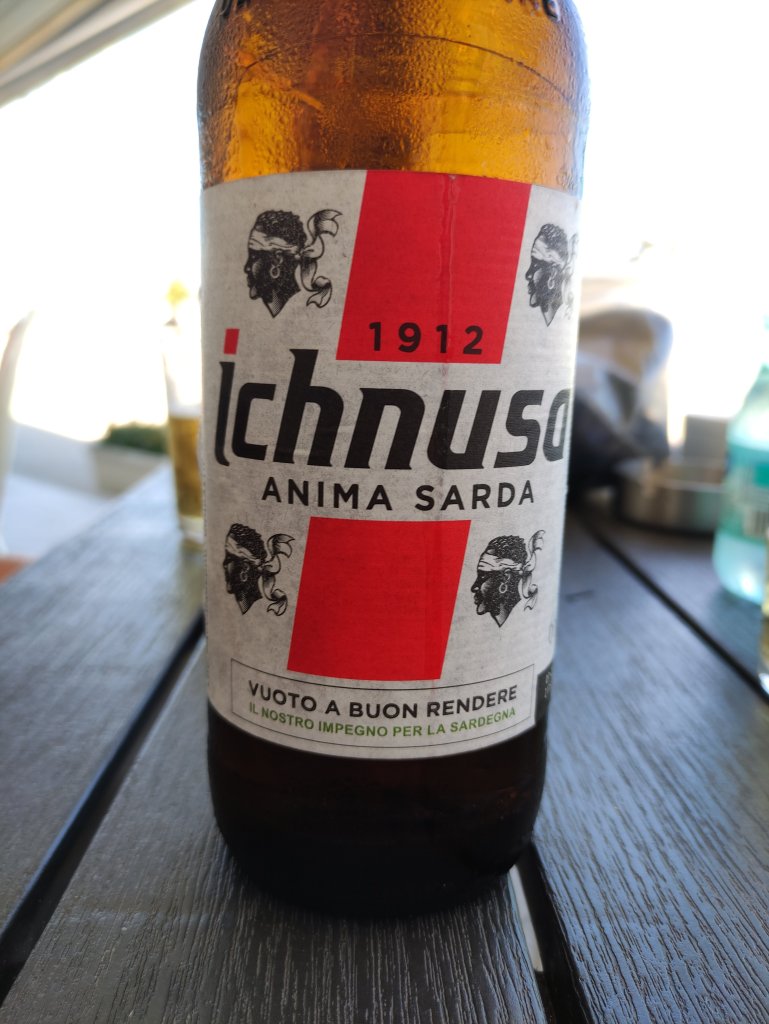 1912
ichnusa
ANIMA SARDA
VUOTO A BUON RENDERE
IL NOSTRO IMPEGNO PER LA SARDEGNA